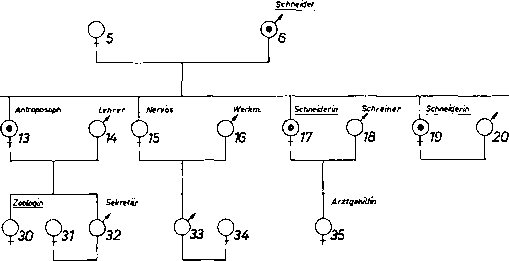 Schneider
5 6
Antroposoph Lehrer Nervös Werkm. Schneiderin Schreiner Schneiderin
13 14 15 16 17 18 19 20
Zoologin Sekretär Arztgehilfin
30 31 32 33 34 35